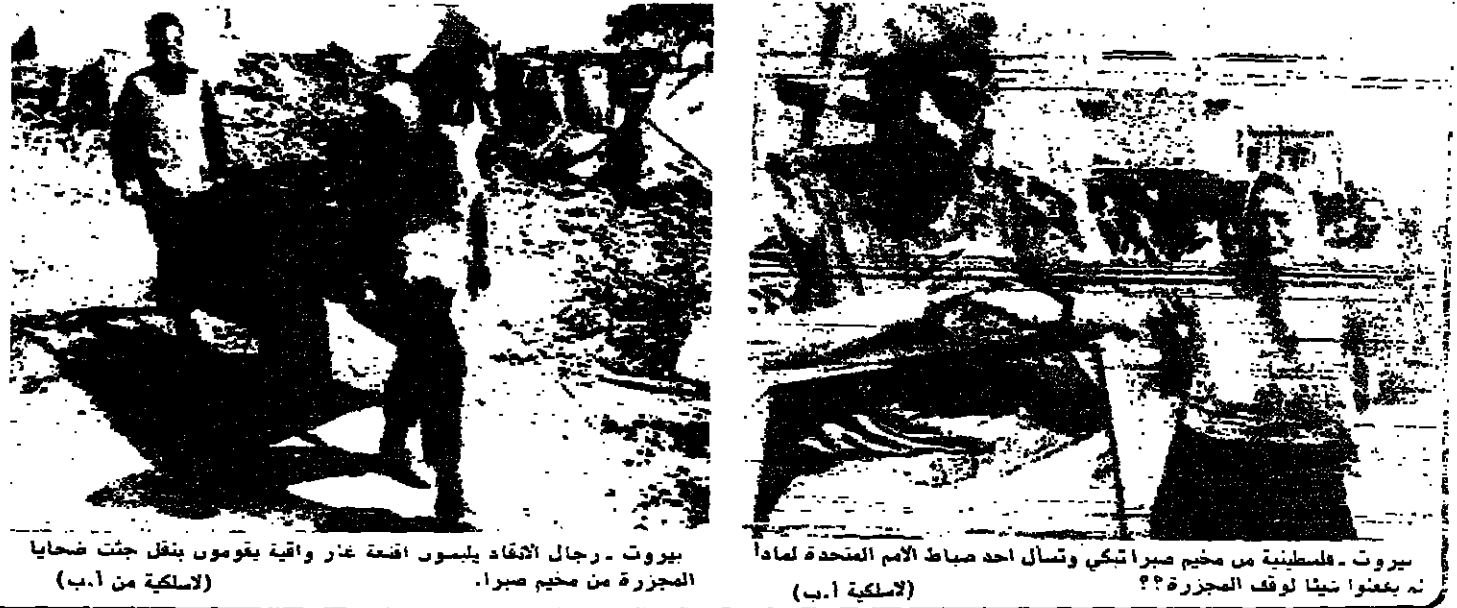 بيروت ـ فلسطينية من مخيم صبرا تبكي وتسأل احد ضباط الامم المتحدة لماذا
لم يفعلوا شيئا لوقف المجزرة؟؟ (لاسلكية أ.ب)
بيروت ـ رجال الانقاذ يلبسون اقنعة غاز واقية يقومون بنقل جثث ضحايا
المجزرة من مخيم صبرا. (لاسلكية من أ.ب)